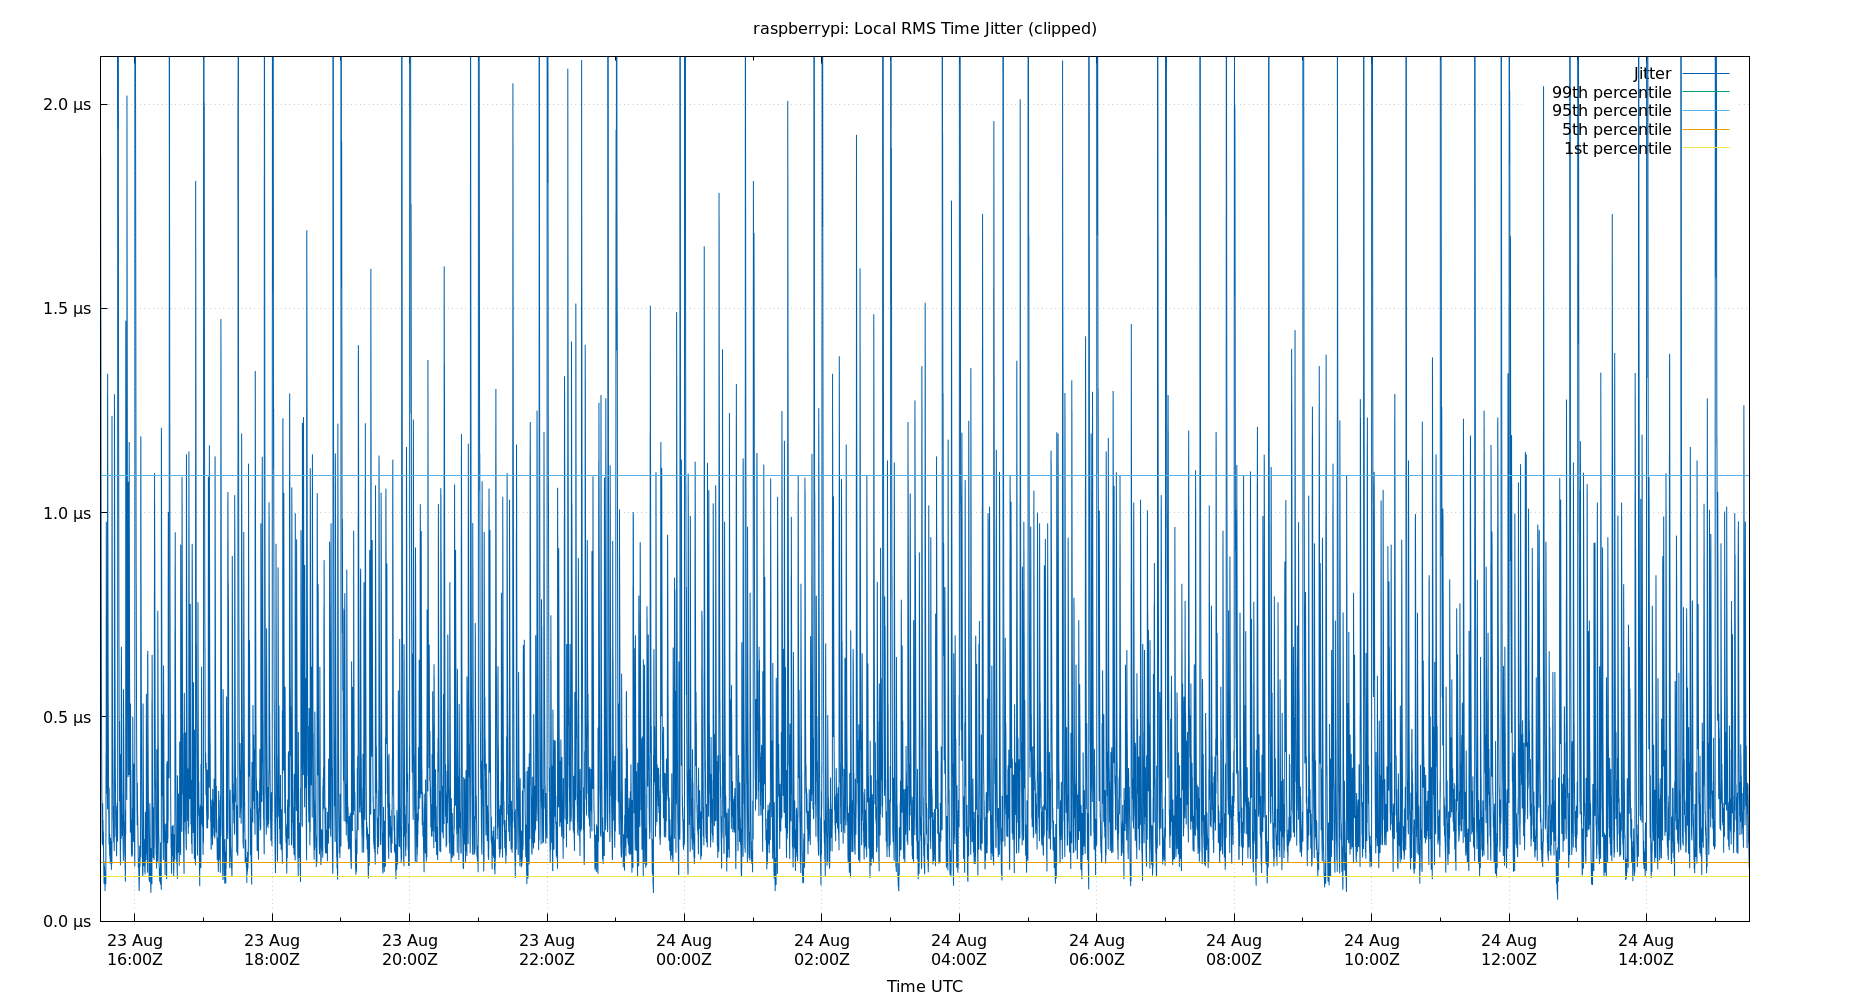 raspberrypi: Local RMS Time Jitter (clipped)
Jitter
99th percentile
95th percentile
5th percentile
1st percentile
2.0 μs
1.5 μs
1.0 μs
0.5 μs
0.0 μs
23 Aug 23 Aug 23 Aug 23 Aug 24 Aug 24 Aug 24 Aug 24 Aug 24 Aug 24 Aug 24 Aug 24 Aug
16:00Z 18:00Z 20:00Z 22:00Z 00:00Z 02:00Z 04:00Z 06:00Z 08:00Z 10:00Z 12:00Z 14:00Z
Time UTC